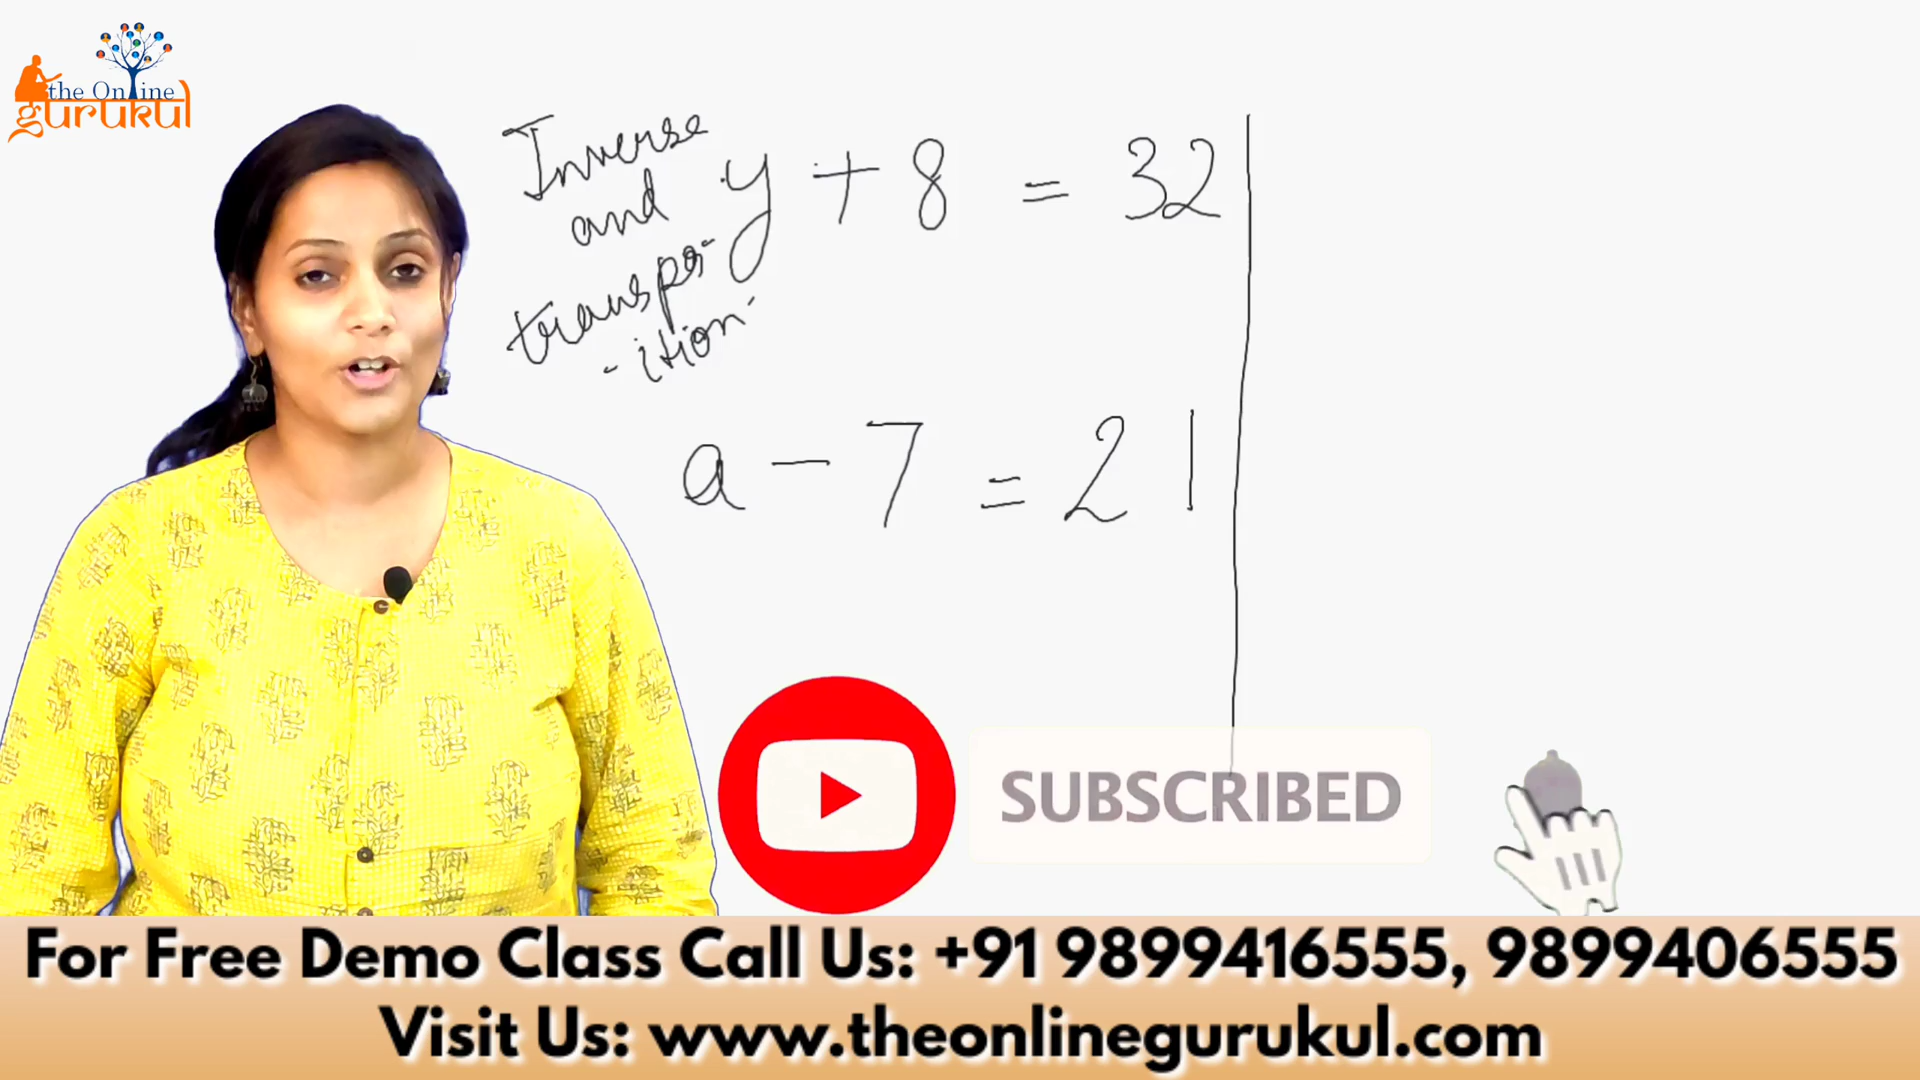 the Online
gurukul
Inverse
and
transpo-
-ition
y + 8 = 32
a - 7 = 21
SUBSCRIBED
For Free Demo Class Call Us: +91 9899416555, 9899406555
Visit Us: www.theonlinegurukul.com